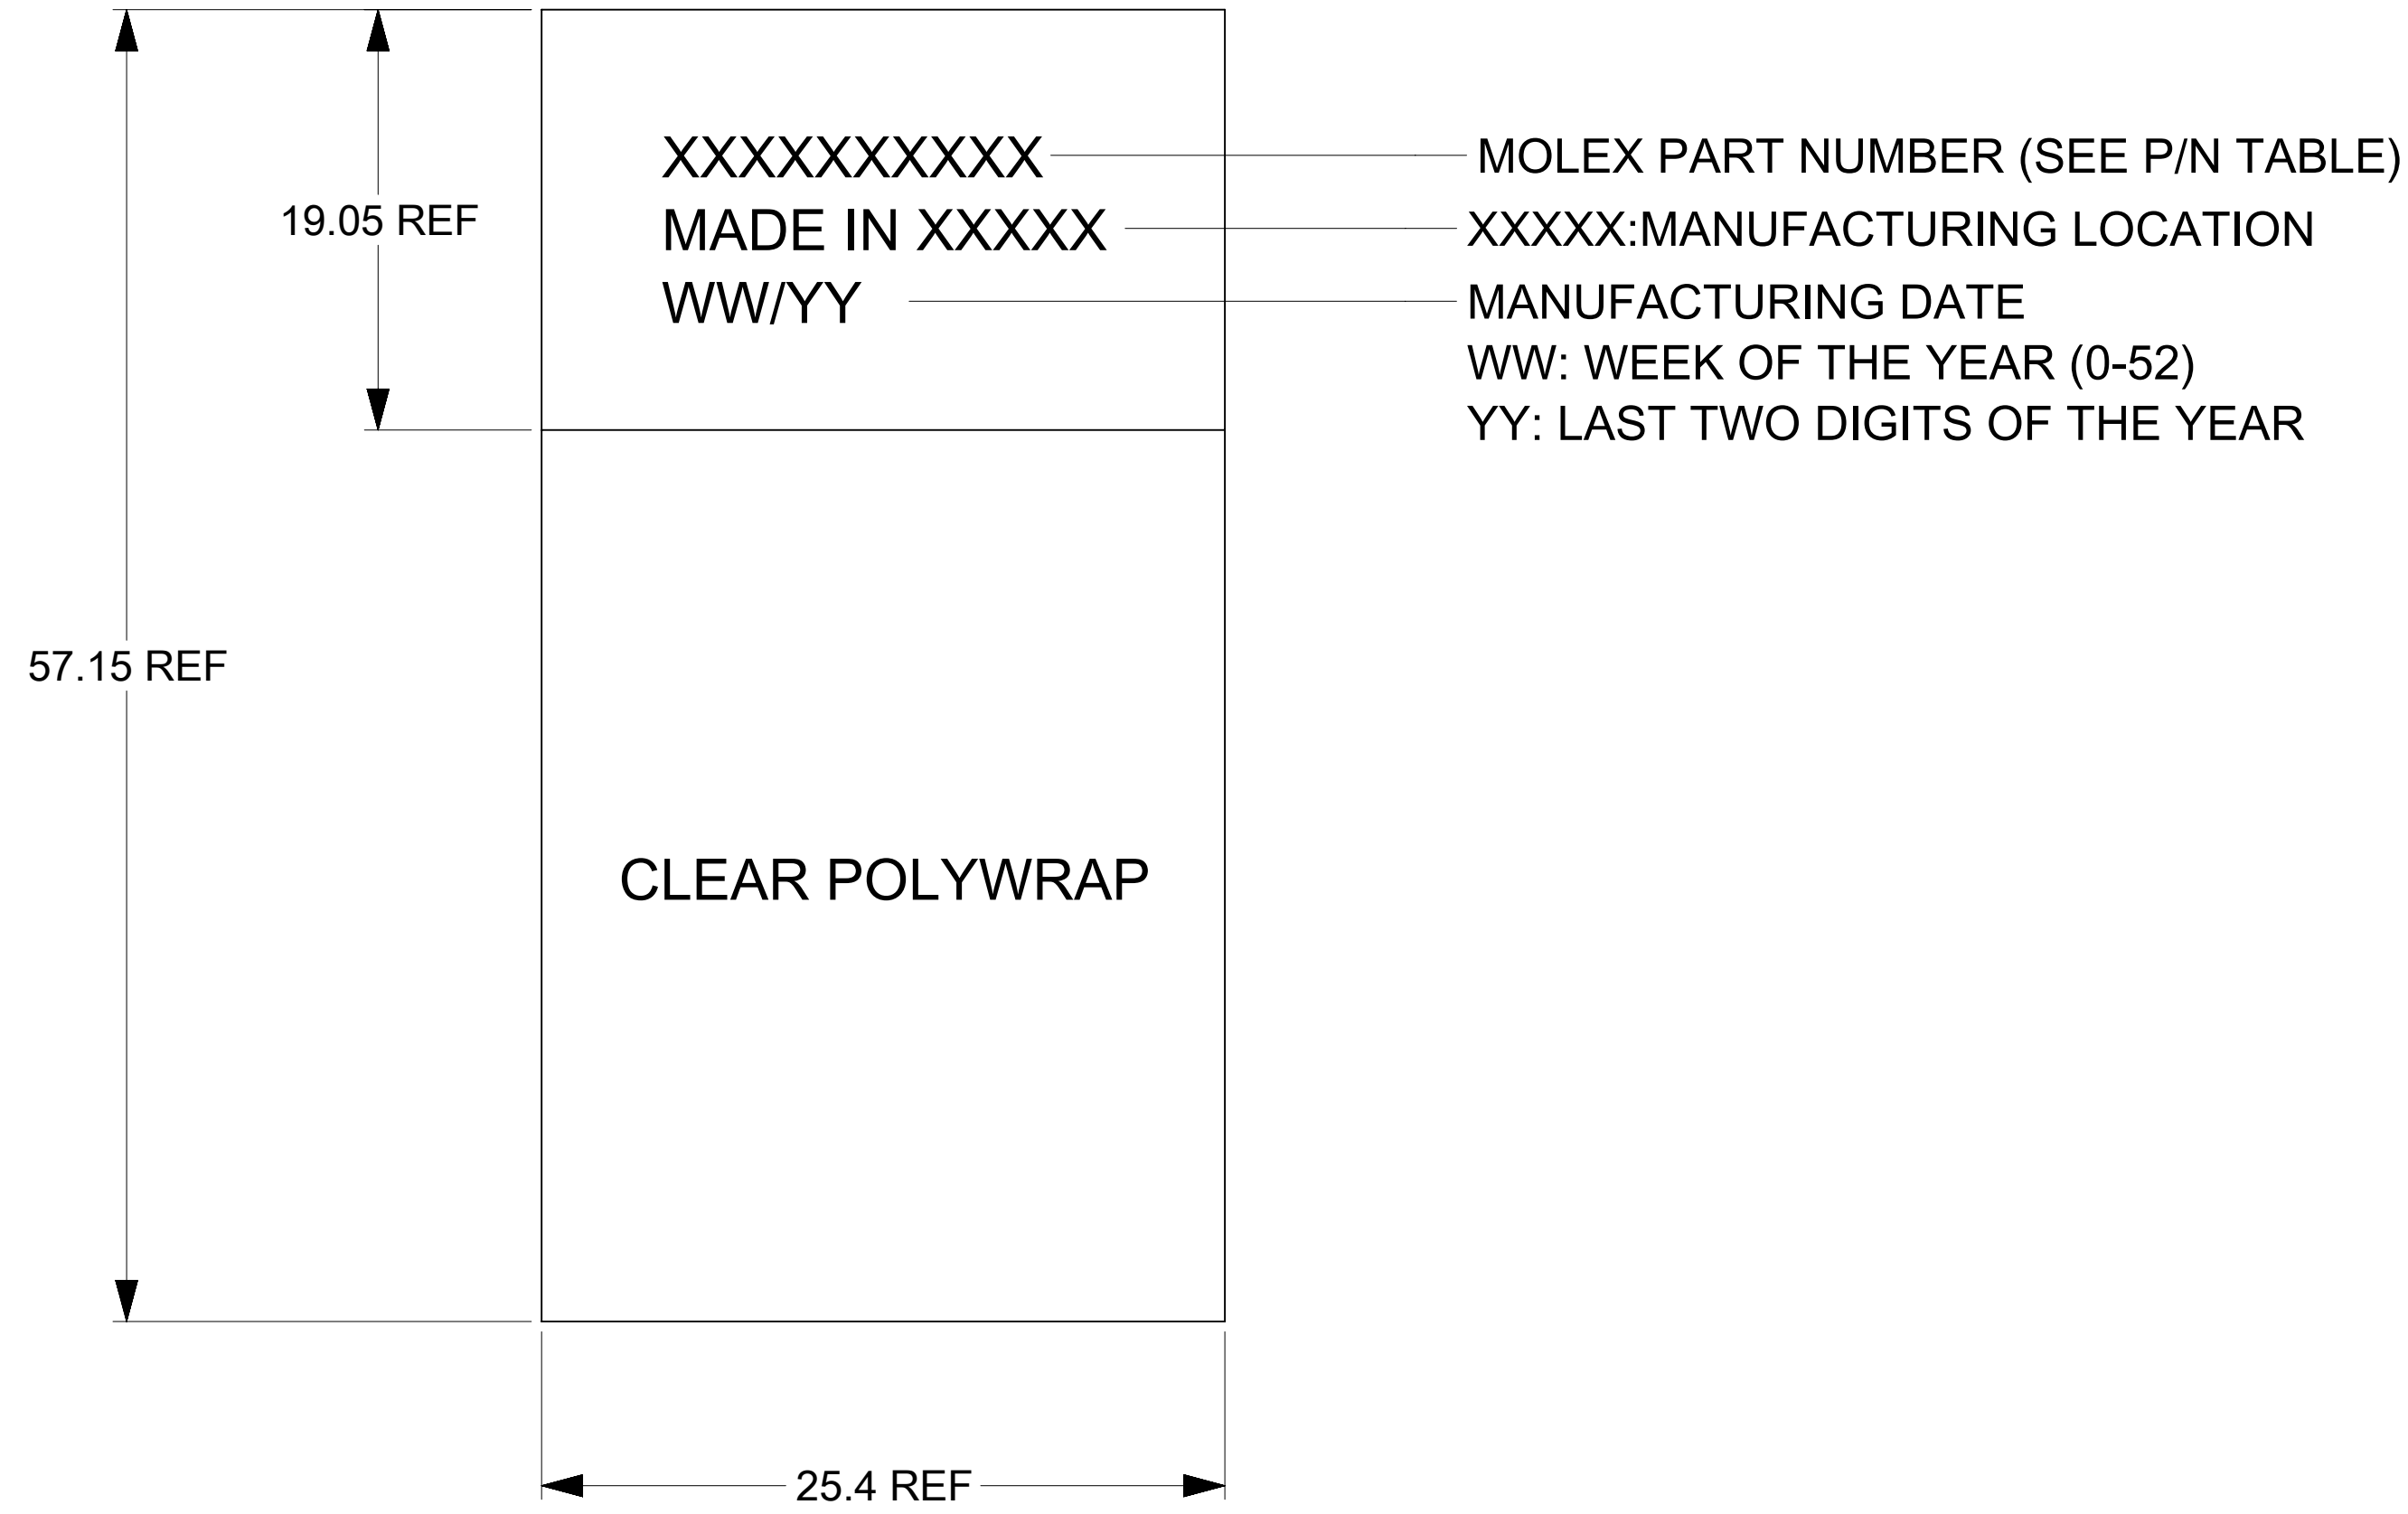 XXXXXXXXXX
MADE IN XXXXX
WW/YY
MOLEX PART NUMBER (SEE P/N TABLE)
XXXXX:MANUFACTURING LOCATION
MANUFACTURING DATE
WW: WEEK OF THE YEAR (0-52)
YY: LAST TWO DIGITS OF THE YEAR
19.05 REF
57.15 REF
CLEAR POLYWRAP
25.4 REF